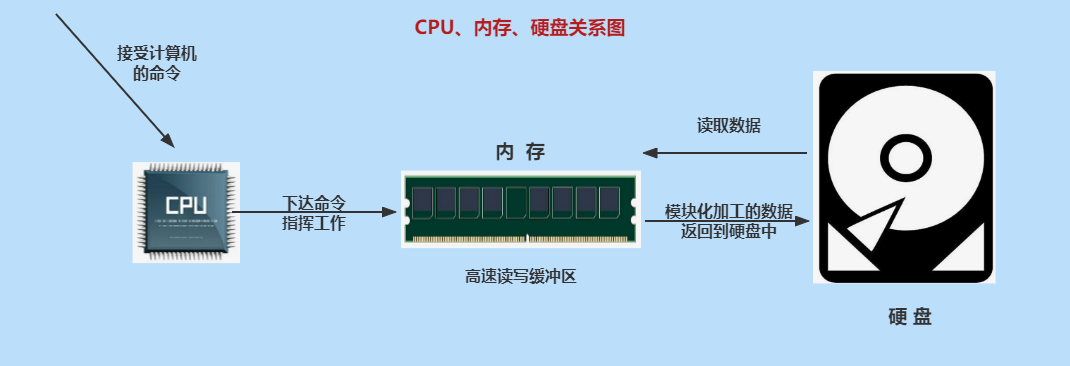 CPU、内存、硬盘关系图
接受计算机
的命令
读取数据
内 存
CPU
下达命令
指挥工作
模块化加工的数据
返回到硬盘中
高速读写缓冲区
硬 盘